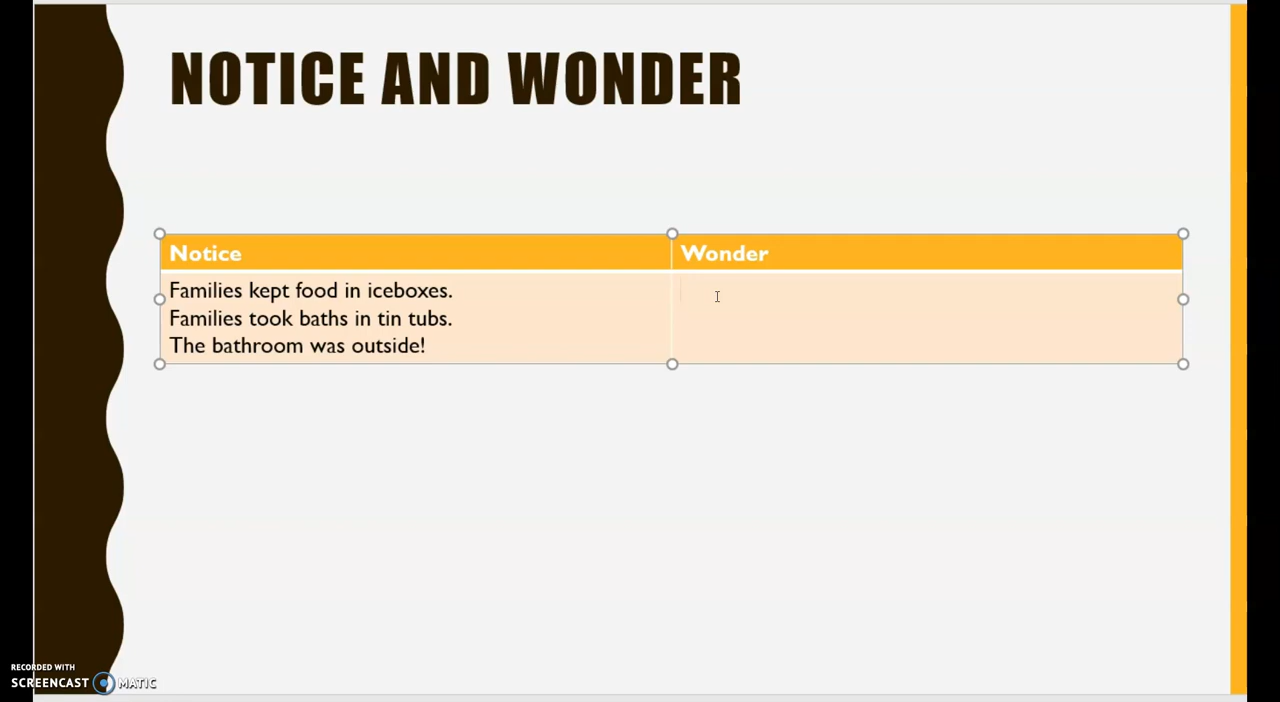 NOTICE AND WONDER
Notice
Wonder
Families kept food in iceboxes.
Families took baths in tin tubs.
The bathroom was outside!
RECORDED WITH
SCREENCAST MATIC